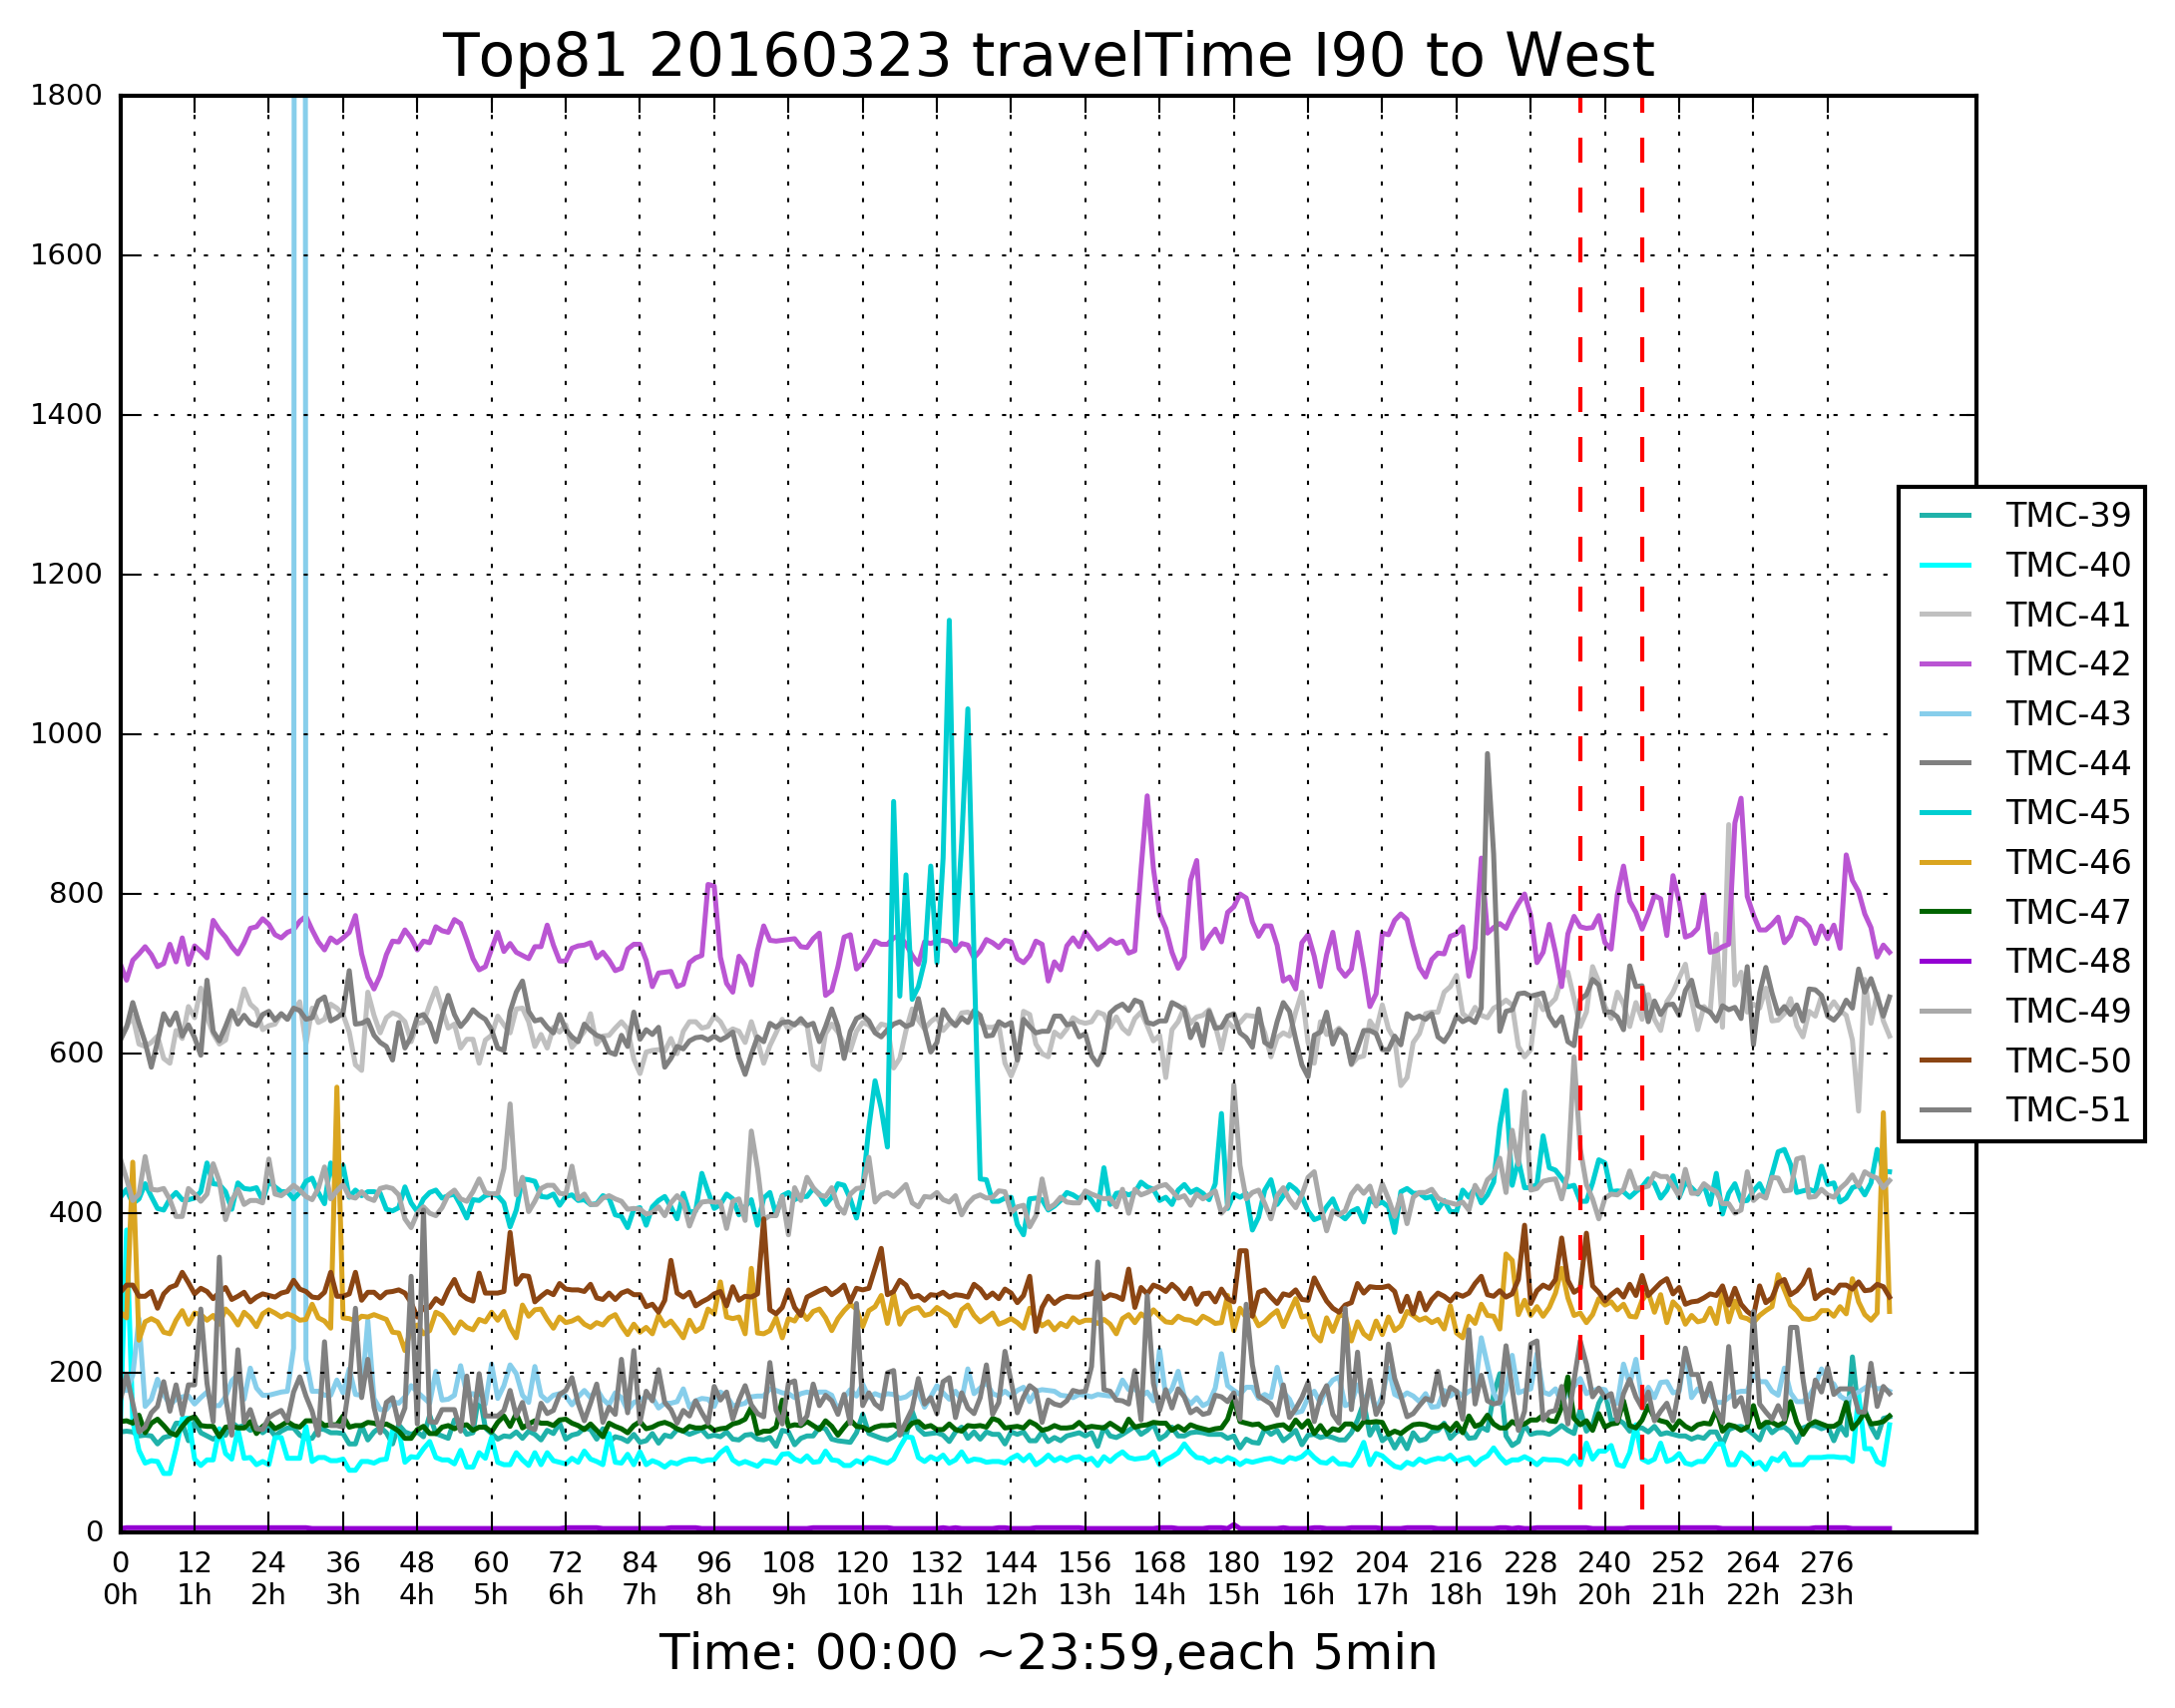 Top81 20160323 travelTime I90 to West
1800
1600
1400
1200
1000
800
600
400
200
0
TMC-39
TMC-40
TMC-41
TMC-42
TMC-43
TMC-44
TMC-45
TMC-46
TMC-47
TMC-48
TMC-49
TMC-50
TMC-51
0 12 24 36 48 60 72 84 96 108 120 132 144 156 168 180 192 204 216 228 240 252 264 276
0h 1h 2h 3h 4h 5h 6h 7h 8h 9h 10h 11h 12h 13h 14h 15h 16h 17h 18h 19h 20h 21h 22h 23h
Time: 00:00 ~23:59,each 5min